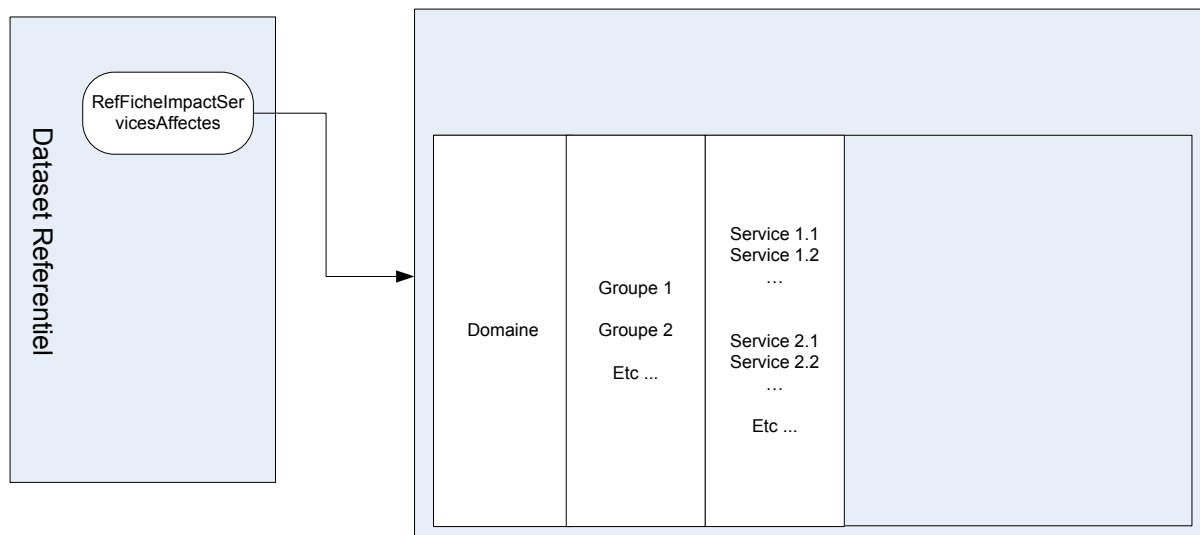 Dataset Referentiel
RefFicheImpactSer
vicesAffectes
Domaine
Groupe 1
Groupe 2
Etc ...
Service 1.1
Service 1.2
…
Service 2.1
Service 2.2
…
Etc ...